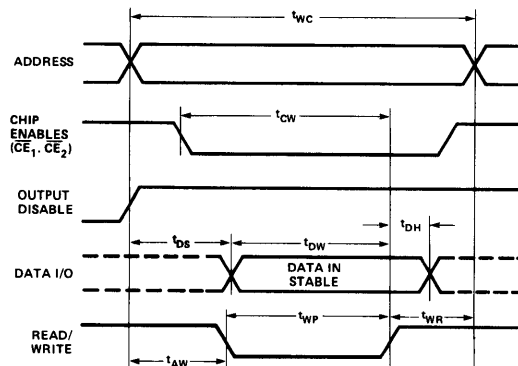 tWC
ADDRESS
CHIP
ENABLES
(CE1, CE2)
tCW
OUTPUT
DISABLE
tDH
tDS
tDW
DATA I/O
DATA IN
STABLE
tWP
tWR
READ/
WRITE
tAW